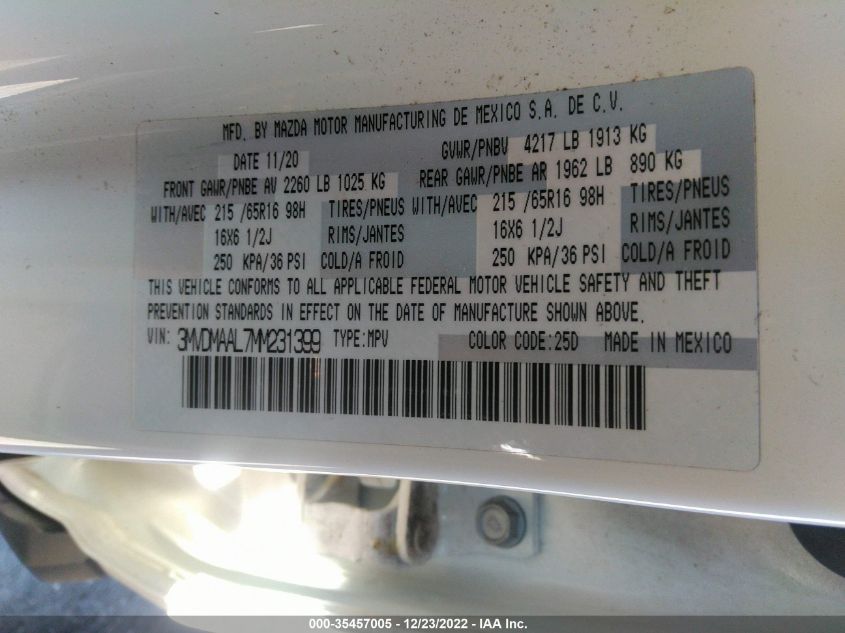 MFD. BY MAZDA MOTOR MANUFACTURING DE MEXICO S.A. DE C.V.
DATE 11/20 GVWR/PNBV 4217 LB 1913 KG
FRONT GAWR/PNBE AV 2260 LB 1025 KG REAR GAWR/PNBE AR 1962 LB 890 KG
WITH/AVEC 215 /65R16 98H TIRES/PNEUS WITH/AVEC 215 /65R16 98H TIRES/PNEUS
16X6 1/2J RIMS/JANTES 16X6 1/2J RIMS/JANTES
250 KPA/36 PSI COLD/A FROID 250 KPA/36 PSI COLD/A FROID
THIS VEHICLE CONFORMS TO ALL APPLICABLE FEDERAL MOTOR VEHICLE SAFETY AND THEFT
PREVENTION STANDARDS IN EFFECT ON THE DATE OF MANUFACTURE SHOWN ABOVE.
VIN: 3MVDMAAL7MM231399 TYPE:MPV COLOR CODE:25D MADE IN MEXICO
000-35457005 - 12/23/2022 - IAA Inc.